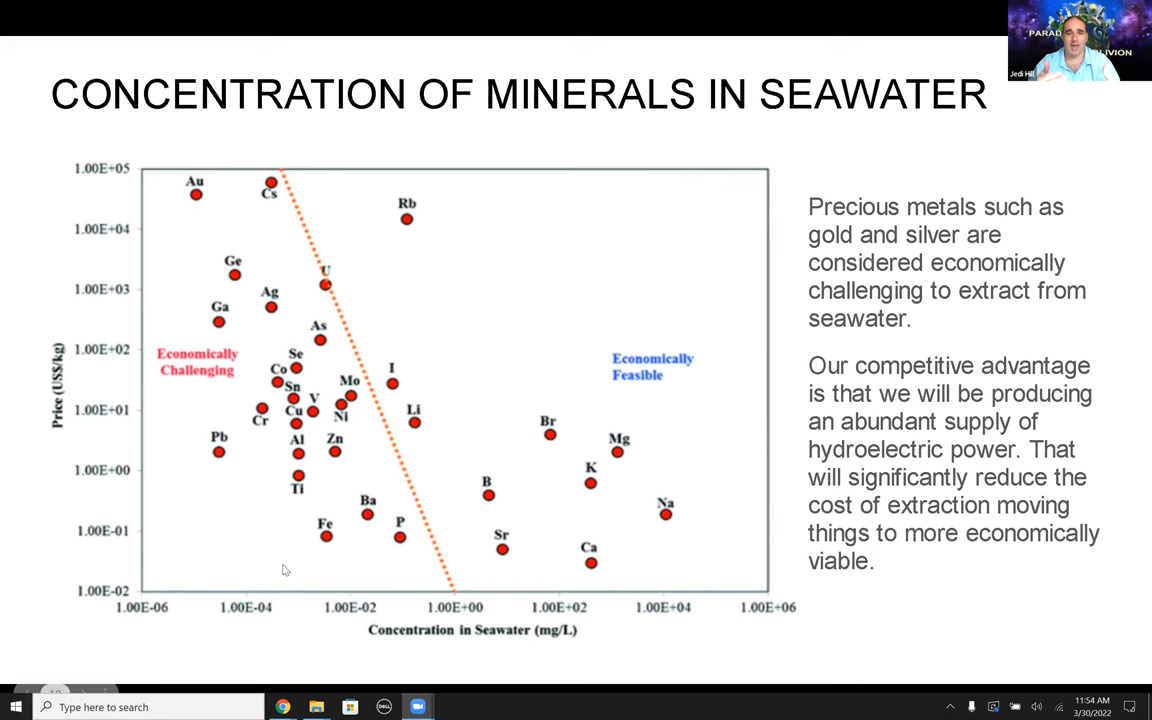 PARAD
LIVION
Jedi Hill
CONCENTRATION OF MINERALS IN SEAWATER
1.00E+05
1.00E+04
1.00E+03
1.00E+02
1.00E+01
1.00E+00
1.00E-01
1.00E-02
Price (US$/kg)
Au
Cs
Rb
Ge
U
Ag
Ga
As
Economically
Challenging
Se
Co
Mo
I
Economically
Feasible
Sn
V
Cu
Ni
Li
Cr
Br
Pb
Al
Zn
Mg
Ti
B
K
Ba
Na
Fe
P
Sr
Ca
1.00E-06 1.00E-04 1.00E-02 1.00E+00 1.00E+02 1.00E+04 1.00E+06
Concentration in Seawater (mg/L)
Precious metals such as
gold and silver are
considered economically
challenging to extract from
seawater.
Our competitive advantage
is that we will be producing
an abundant supply of
hydroelectric power. That
will significantly reduce the
cost of extraction moving
things to more economically
viable.
Type here to search
DELL
11:54 AM
3/30/2022